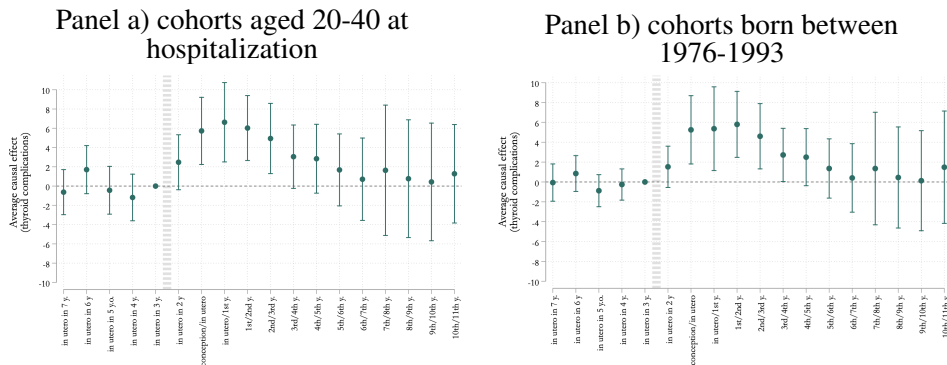 Panel a) cohorts aged 20-40 at
hospitalization
Average causal effect
(thyroid complications)
10
8
6
4
2
0
-2
-4
-6
-8
-10
in utero in 7 y.
in utero in 6 y
in utero in 5 y.o.
in utero in 4 y.
in utero in 3 y.
in utero in 2 y
conception/in utero
in utero/1st y.
1st/2nd y.
2nd/3rd y.
3rd/4th y.
4th/5th y.
5th/6th y.
6th/7th y.
7th/8th y.
8th/9th y.
9th/10th y.
10th/11th y.
Panel b) cohorts born between
1976-1993
Average causal effect
(thyroid complications)
10
8
6
4
2
0
-2
-4
-6
-8
-10
in utero in 7 y.
in utero in 6 y
in utero in 5 y.o.
in utero in 4 y.
in utero in 3 y.
in utero in 2 y
conception/in utero
in utero/1st y.
1st/2nd y.
2nd/3rd y.
3rd/4th y.
4th/5th y.
5th/6th y.
6th/7th y.
7th/8th y.
8th/9th y.
9th/10th y.
10th/11th y.